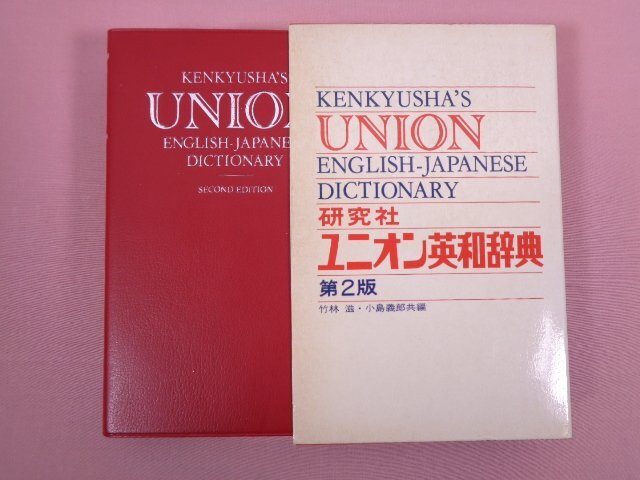 KENKYUSHA'S
UNION
ENGLISH-JAPANE
DICTIONARY
SECOND EDITION
KENKYUSHA'S
UNION
ENGLISH-JAPANESE
DICTIONARY
研究社
ユニオン英和辞典
第2版
竹林 滋・小島義郎共編